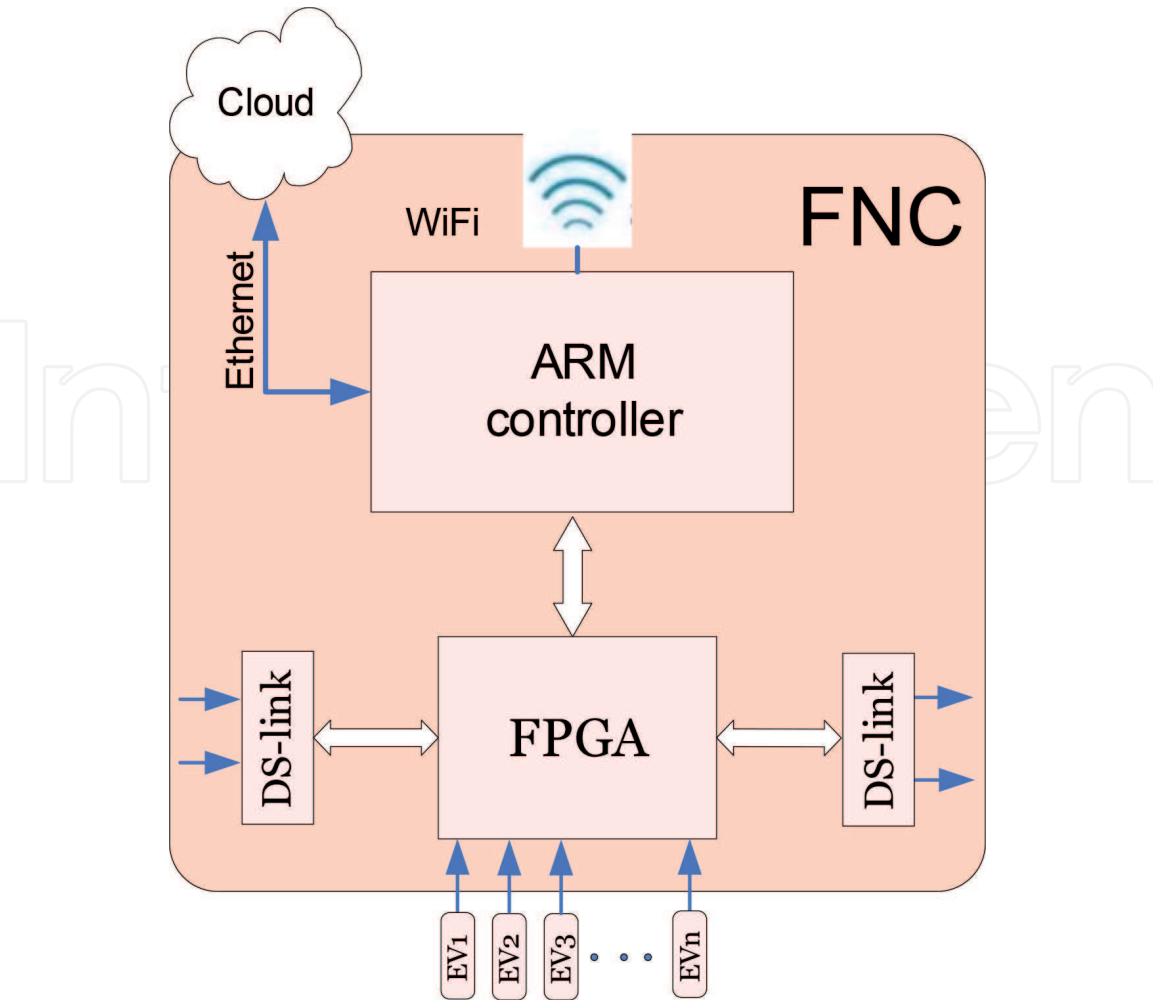 Cloud
FNC
WiFi
Ethernet
ARM
controller
DS-link
FPGA
DS-link
EV1
EV2
EV3
EVn